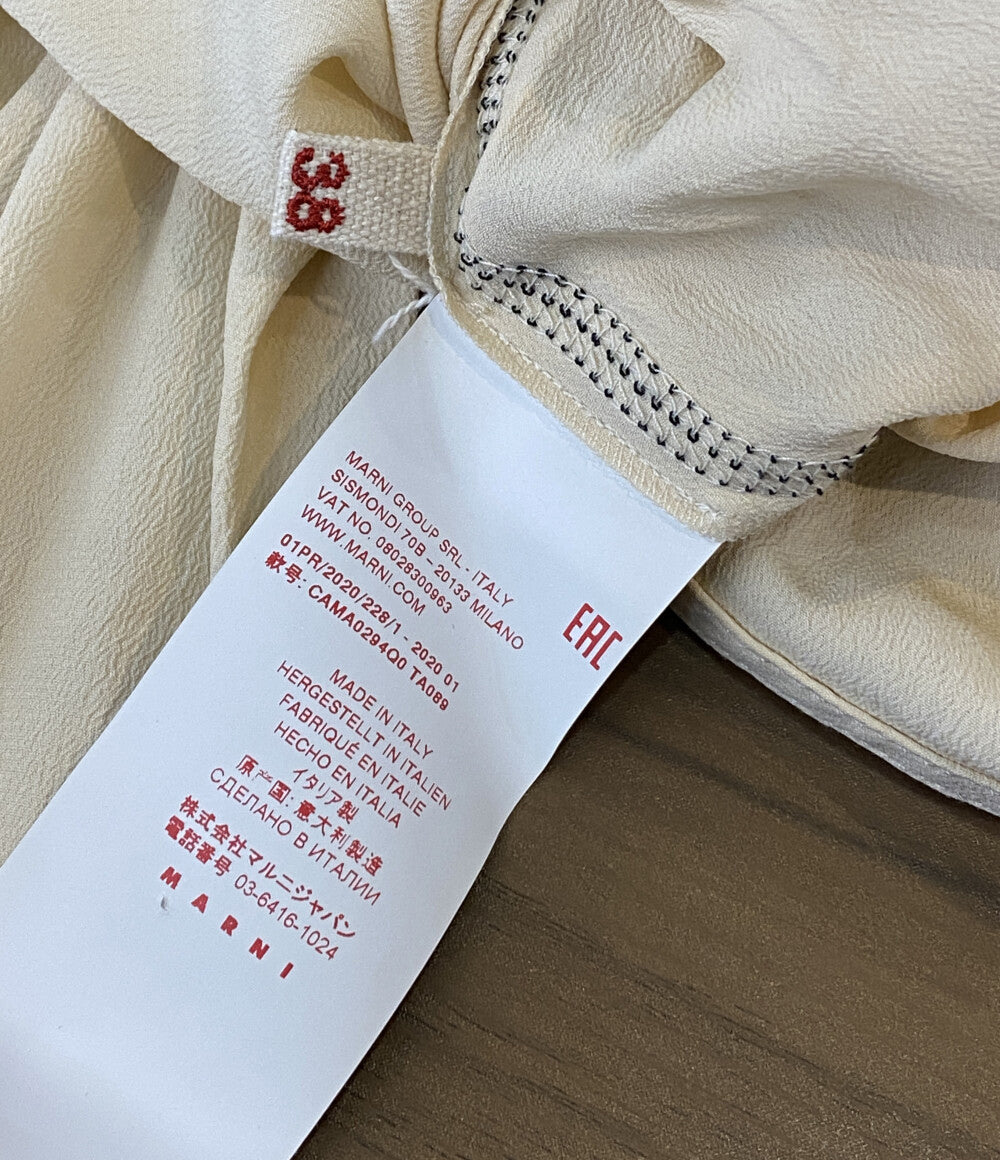 38
MARNI GROUP SRL - ITALY
SISMONDI 70B – 20133 MILANO
VAT NO. 08028300963
WWW.MARNI.COM
01PR/2020/228/1 - 2020 01
款号: CAMA0294Q0 TA089
EAC
MADE IN ITALY
HERGESTELLT IN ITALIEN
FABRIQUÉ EN ITALIE
HECHO EN ITALIA
イタリア製
原产国: 意大利製造
СДЕЛАНО В ИТАЛИИ
株式会社マルニジャパン
電話番号 03-6416-1024
MARNI